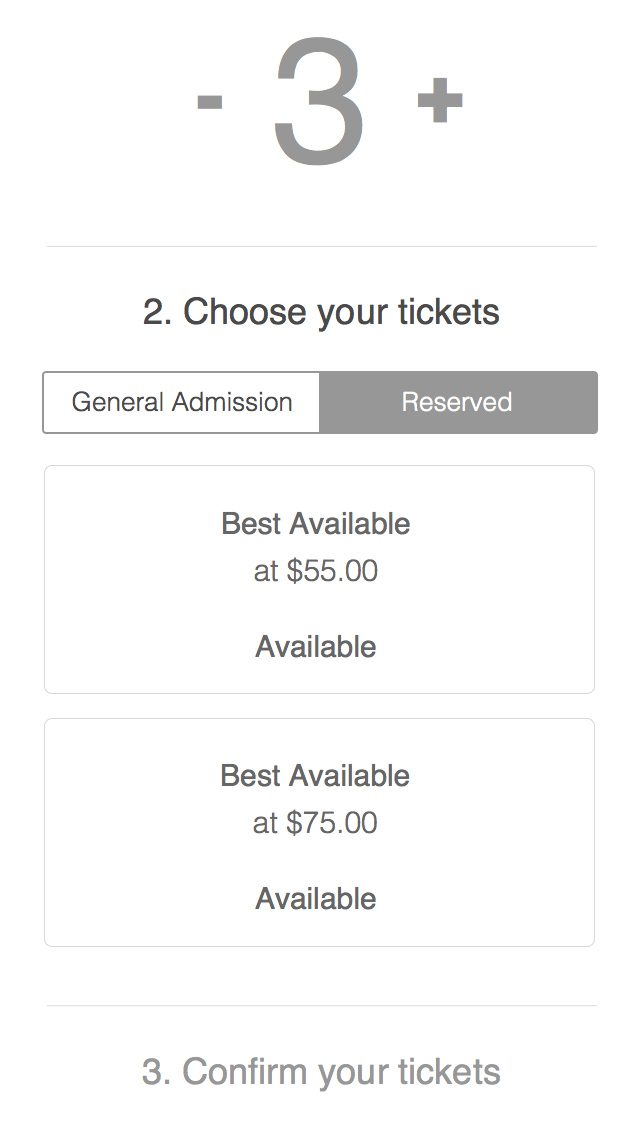 - 3 +
2. Choose your tickets
General Admission Reserved
Best Available
at $55.00
Available
Best Available
at $75.00
Available
3. Confirm your tickets